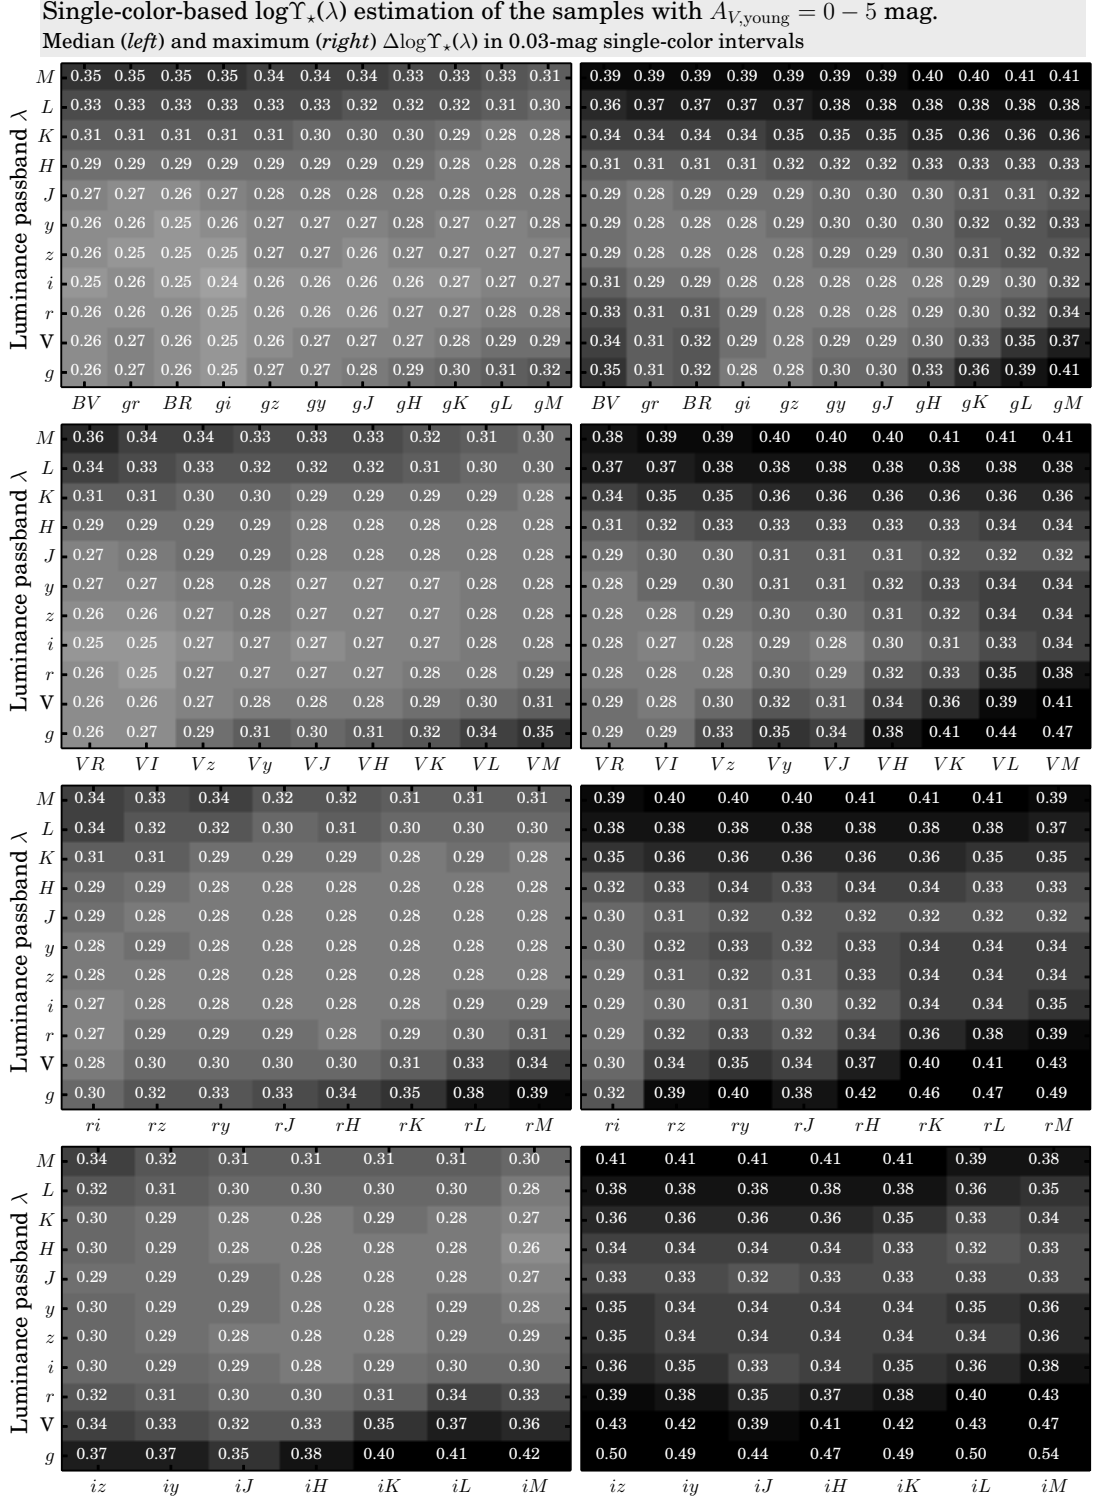 Single-color-based logΥ⋆(λ) estimation of the samples with A_{V,young} = 0 − 5 mag.
Median (left) and maximum (right) ΔlogΥ⋆(λ) in 0.03-mag single-color intervals
Luminance passband λ
M 0.35 0.35 0.35 0.35 0.34 0.34 0.34 0.33 0.33 0.33 0.31 0.39 0.39 0.39 0.39 0.39 0.39 0.39 0.40 0.40 0.41 0.41
L 0.33 0.33 0.33 0.33 0.33 0.33 0.32 0.32 0.32 0.31 0.30 0.36 0.37 0.37 0.37 0.37 0.38 0.38 0.38 0.38 0.38 0.38
K 0.31 0.31 0.31 0.31 0.31 0.30 0.30 0.30 0.29 0.28 0.28 0.34 0.34 0.34 0.34 0.35 0.35 0.35 0.35 0.36 0.36 0.36
H 0.29 0.29 0.29 0.29 0.29 0.29 0.29 0.29 0.28 0.28 0.28 0.31 0.31 0.31 0.31 0.32 0.32 0.32 0.33 0.33 0.33 0.33
J 0.27 0.27 0.26 0.27 0.28 0.28 0.28 0.28 0.28 0.28 0.28 0.29 0.28 0.29 0.29 0.29 0.30 0.30 0.30 0.31 0.31 0.32
y 0.26 0.26 0.25 0.26 0.27 0.27 0.27 0.28 0.28 0.28 0.28 0.29 0.28 0.28 0.28 0.29 0.30 0.30 0.30 0.32 0.32 0.33
z 0.26 0.26 0.25 0.25 0.27 0.27 0.26 0.27 0.27 0.27 0.28 0.29 0.28 0.28 0.28 0.28 0.29 0.29 0.30 0.31 0.32 0.32
i 0.25 0.26 0.25 0.24 0.26 0.26 0.26 0.26 0.27 0.27 0.27 0.31 0.29 0.29 0.28 0.28 0.28 0.28 0.28 0.29 0.30 0.32
r 0.26 0.26 0.26 0.25 0.26 0.26 0.26 0.27 0.27 0.28 0.28 0.33 0.31 0.31 0.29 0.28 0.28 0.28 0.29 0.30 0.32 0.34
V 0.26 0.27 0.26 0.25 0.26 0.27 0.27 0.27 0.28 0.29 0.29 0.34 0.31 0.32 0.29 0.28 0.29 0.29 0.30 0.33 0.35 0.37
g 0.26 0.27 0.26 0.25 0.27 0.27 0.28 0.29 0.30 0.31 0.32 0.35 0.31 0.32 0.28 0.28 0.30 0.30 0.33 0.36 0.39 0.41
BV gr BR gi gz gy gJ gH gK gL gM BV gr BR gi gz gy gJ gH gK gL gM
Luminance passband λ
M 0.36 0.34 0.34 0.33 0.33 0.33 0.32 0.31 0.30 0.38 0.39 0.39 0.40 0.40 0.40 0.41 0.41 0.41
L 0.34 0.33 0.33 0.32 0.32 0.32 0.31 0.30 0.30 0.37 0.37 0.38 0.38 0.38 0.38 0.38 0.38 0.38
K 0.31 0.31 0.30 0.30 0.29 0.29 0.29 0.29 0.28 0.34 0.35 0.35 0.36 0.36 0.36 0.36 0.36 0.36
H 0.29 0.29 0.29 0.29 0.28 0.28 0.28 0.28 0.28 0.31 0.32 0.33 0.33 0.33 0.33 0.33 0.34 0.34
J 0.27 0.28 0.29 0.29 0.28 0.28 0.28 0.28 0.28 0.29 0.30 0.30 0.31 0.31 0.31 0.32 0.32 0.32
y 0.27 0.27 0.28 0.28 0.27 0.27 0.27 0.28 0.28 0.28 0.29 0.30 0.31 0.31 0.32 0.33 0.34 0.34
z 0.26 0.26 0.27 0.28 0.27 0.27 0.27 0.28 0.28 0.28 0.28 0.29 0.30 0.30 0.31 0.32 0.34 0.34
i 0.25 0.25 0.27 0.27 0.27 0.27 0.27 0.28 0.28 0.28 0.27 0.28 0.29 0.28 0.30 0.31 0.33 0.34
r 0.26 0.25 0.27 0.27 0.27 0.27 0.28 0.28 0.29 0.28 0.28 0.28 0.30 0.29 0.32 0.33 0.35 0.38
V 0.26 0.26 0.27 0.28 0.28 0.28 0.29 0.30 0.31 0.29 0.28 0.30 0.32 0.31 0.34 0.36 0.39 0.41
g 0.26 0.27 0.29 0.31 0.30 0.31 0.32 0.34 0.35 0.29 0.29 0.33 0.35 0.34 0.38 0.41 0.44 0.47
VR VI Vz Vy VJ VH VK VL VM VR VI Vz Vy VJ VH VK VL VM
Luminance passband λ
M 0.34 0.33 0.34 0.32 0.32 0.31 0.31 0.31 0.39 0.40 0.40 0.40 0.41 0.41 0.41 0.39
L 0.34 0.32 0.32 0.30 0.31 0.30 0.30 0.30 0.38 0.38 0.38 0.38 0.38 0.38 0.38 0.37
K 0.31 0.31 0.29 0.29 0.29 0.28 0.29 0.28 0.35 0.36 0.36 0.36 0.36 0.36 0.35 0.35
H 0.29 0.29 0.28 0.28 0.28 0.28 0.28 0.28 0.32 0.33 0.34 0.33 0.34 0.34 0.33 0.33
J 0.29 0.28 0.28 0.28 0.28 0.28 0.28 0.28 0.30 0.31 0.32 0.32 0.32 0.32 0.32 0.32
y 0.28 0.29 0.28 0.28 0.28 0.28 0.28 0.28 0.30 0.32 0.33 0.32 0.33 0.34 0.34 0.34
z 0.28 0.28 0.28 0.28 0.28 0.28 0.28 0.28 0.29 0.31 0.32 0.31 0.33 0.34 0.34 0.34
i 0.27 0.28 0.28 0.28 0.28 0.28 0.29 0.29 0.29 0.30 0.31 0.30 0.32 0.34 0.34 0.35
r 0.27 0.29 0.29 0.29 0.28 0.29 0.30 0.31 0.29 0.32 0.33 0.32 0.34 0.36 0.38 0.39
V 0.28 0.30 0.30 0.30 0.30 0.31 0.33 0.34 0.30 0.34 0.35 0.34 0.37 0.40 0.41 0.43
g 0.30 0.32 0.33 0.33 0.34 0.35 0.38 0.39 0.32 0.39 0.40 0.38 0.42 0.46 0.47 0.49
ri rz ry rJ rH rK rL rM ri rz ry rJ rH rK rL rM
Luminance passband λ
M 0.34 0.32 0.31 0.31 0.31 0.31 0.30 0.41 0.41 0.41 0.41 0.41 0.39 0.38
L 0.32 0.31 0.30 0.30 0.30 0.30 0.28 0.38 0.38 0.38 0.38 0.38 0.36 0.35
K 0.30 0.29 0.28 0.28 0.29 0.28 0.27 0.36 0.36 0.36 0.36 0.35 0.33 0.34
H 0.30 0.29 0.28 0.28 0.28 0.28 0.26 0.34 0.34 0.34 0.34 0.33 0.32 0.33
J 0.29 0.29 0.29 0.28 0.28 0.28 0.27 0.33 0.33 0.32 0.33 0.33 0.33 0.33
y 0.30 0.29 0.29 0.28 0.28 0.29 0.28 0.35 0.34 0.34 0.34 0.34 0.35 0.36
z 0.30 0.29 0.28 0.28 0.28 0.29 0.29 0.35 0.34 0.34 0.34 0.34 0.34 0.36
i 0.30 0.29 0.29 0.28 0.29 0.30 0.30 0.36 0.35 0.33 0.34 0.35 0.36 0.38
r 0.32 0.31 0.30 0.30 0.31 0.34 0.33 0.39 0.38 0.35 0.37 0.38 0.40 0.43
V 0.34 0.33 0.32 0.33 0.35 0.37 0.36 0.43 0.42 0.39 0.41 0.42 0.43 0.47
g 0.37 0.37 0.35 0.38 0.40 0.41 0.42 0.50 0.49 0.44 0.47 0.49 0.50 0.54
iz iy iJ iH iK iL iM iz iy iJ iH iK iL iM